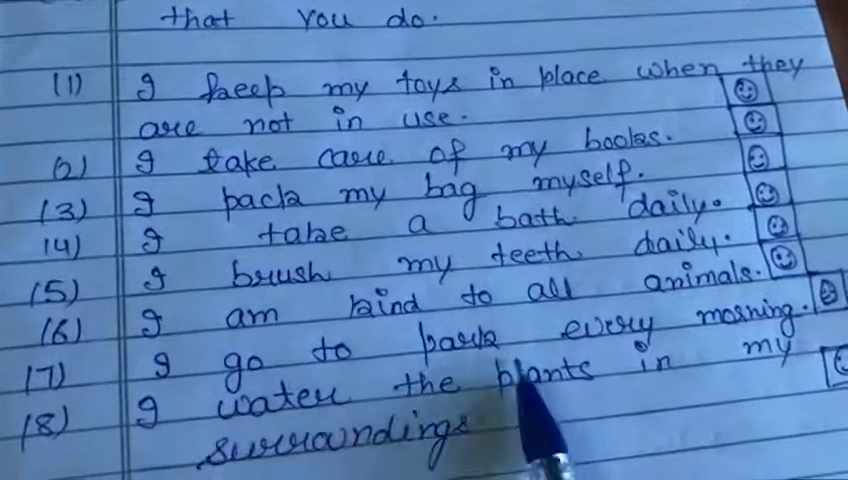 that you do.
(1) I keep my toys in place when they
are not in use.
(2) I take care of my books.
(3) I pack my bag myself.
(4) I take a bath daily.
(5) I brush my teeth daily.
(6) I am kind to all animals.
(7) I go to park every morning.
(8) I water the plants in my
surroundings